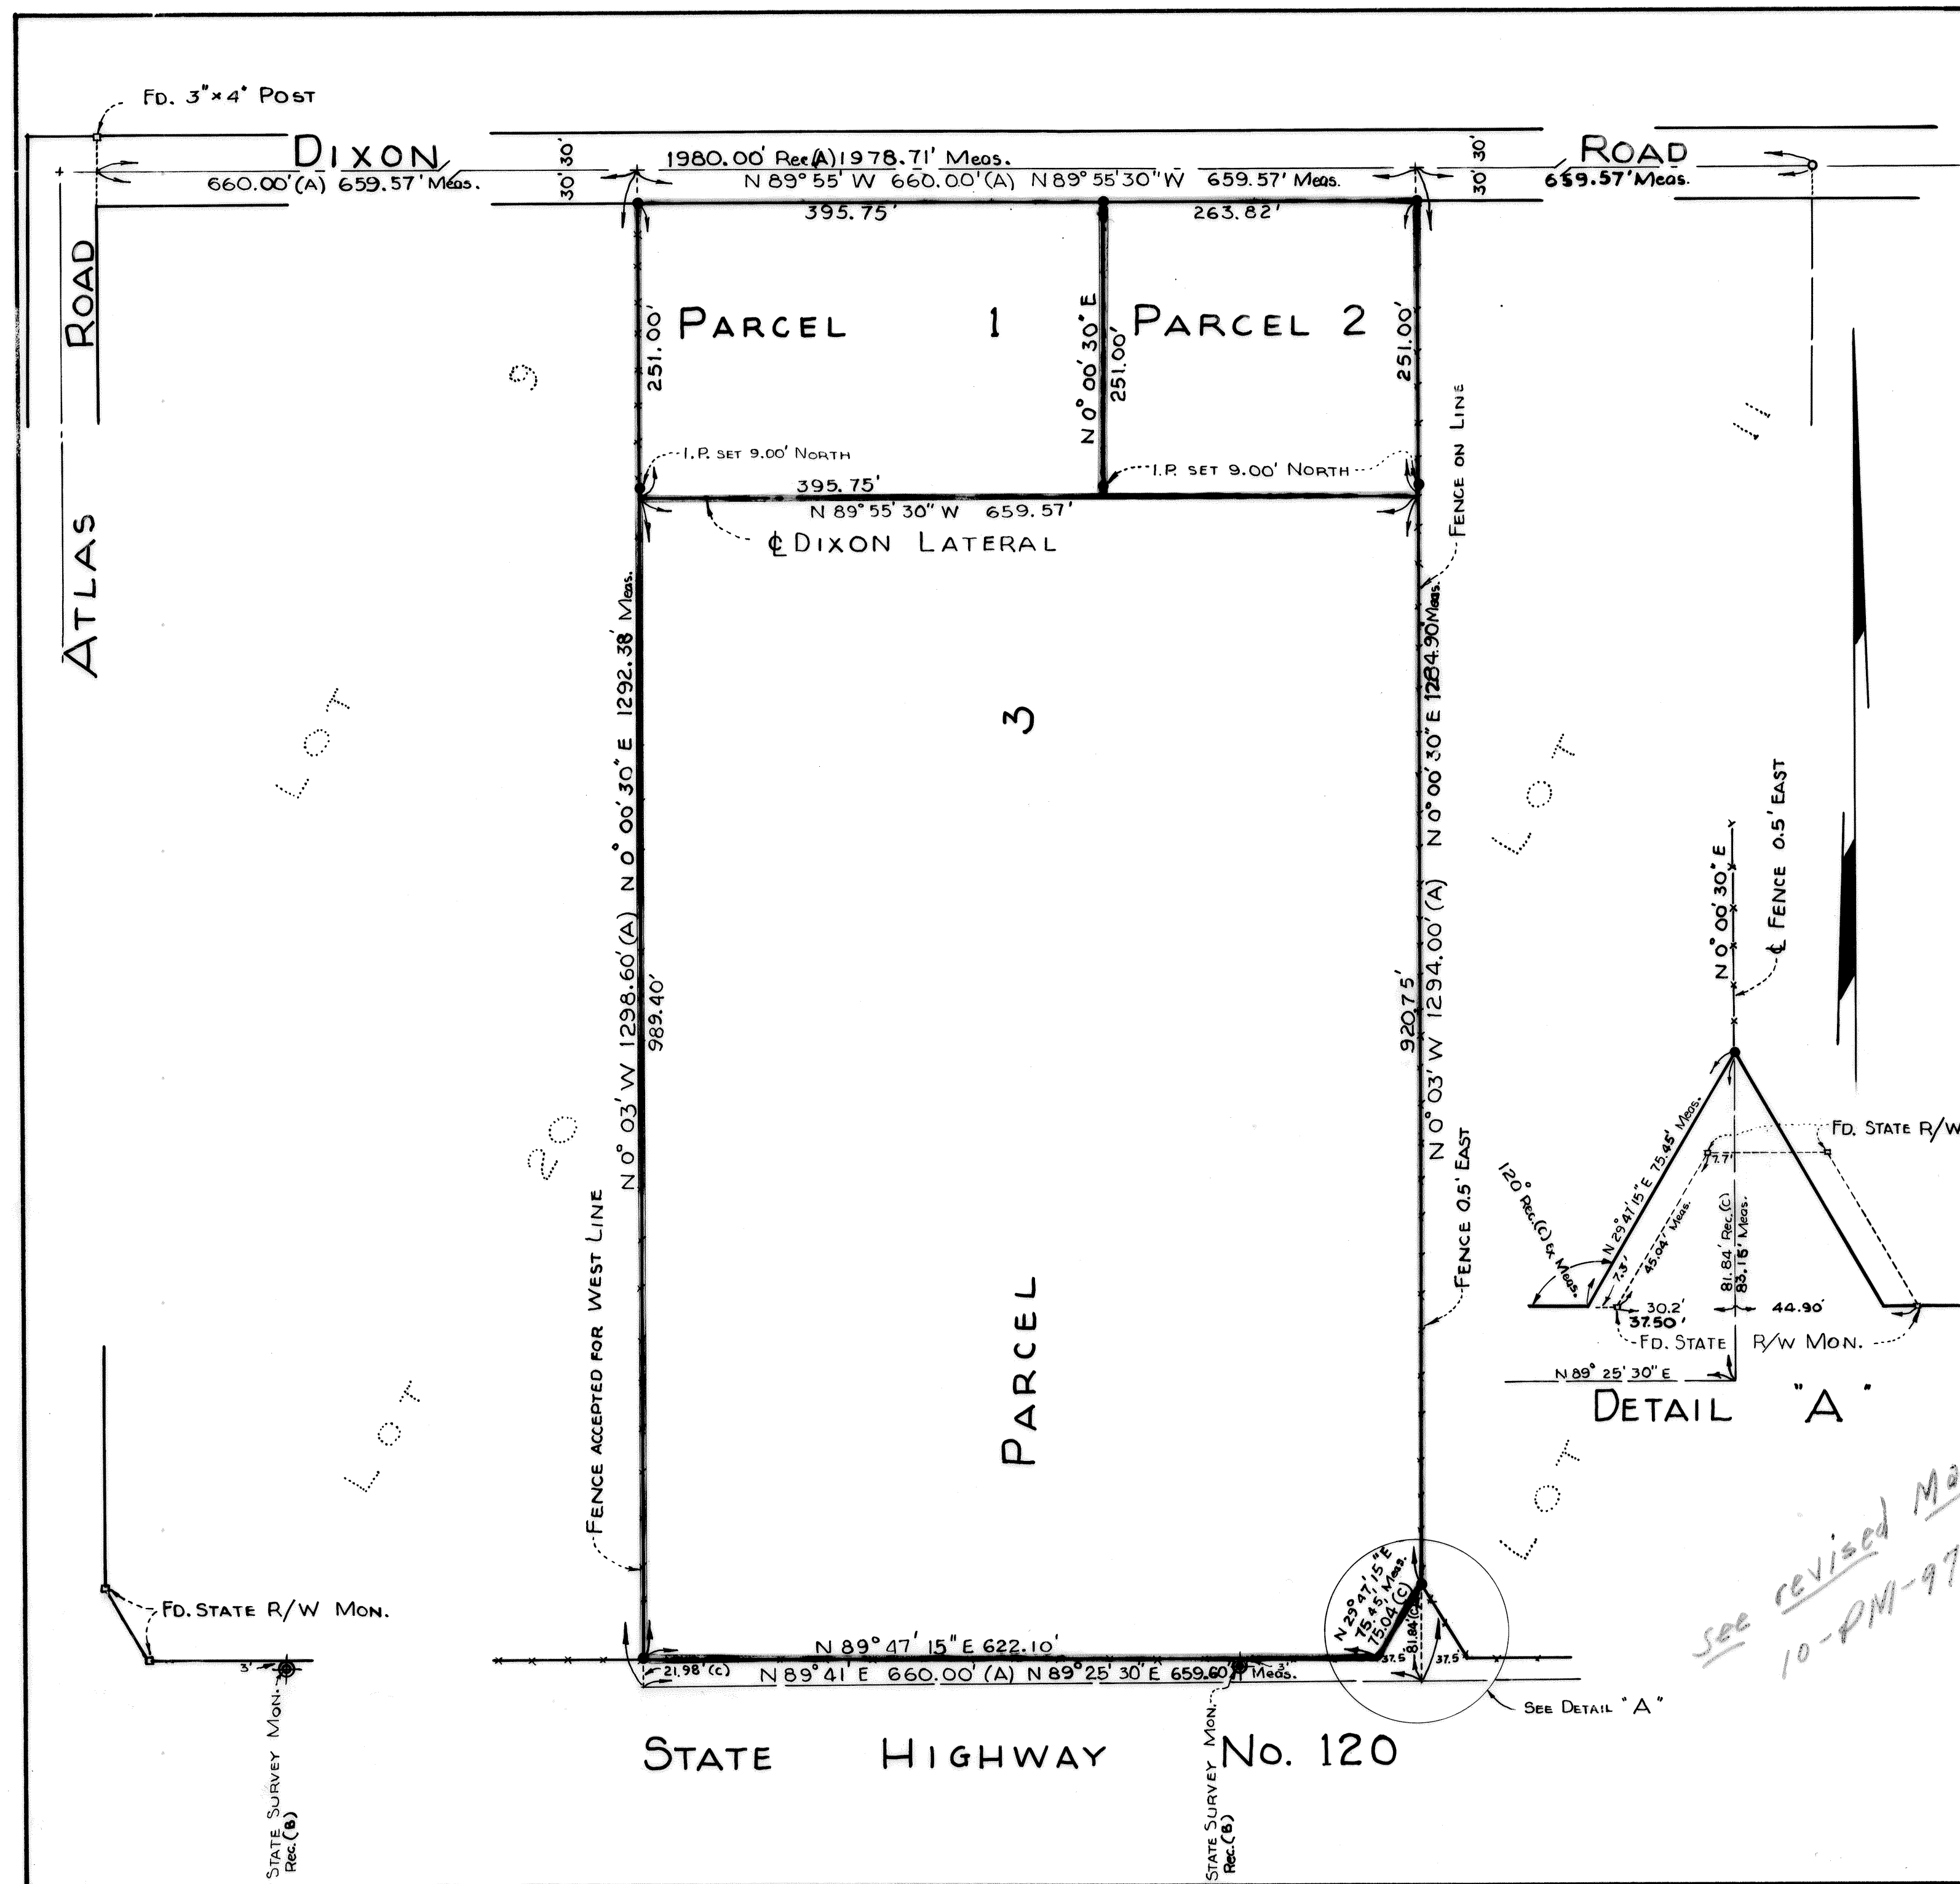 FD. 3"×4" POST
DIXON ROAD
660.00'(A) 659.57' Meas.
30' 30'
1980.00' Rec.(A) 1978.71' Meas.
N 89°55' W 660.00'(A) N 89°55'30" W 659.57' Meas.
30' 30'
659.57' Meas.
395.75'
263.82'
ATLAS ROAD
9
251.00'
PARCEL 1
N 0° 00' 30" E
251.00'
PARCEL 2
251.00'
11
I.P. SET 9.00' NORTH
I.P. SET 9.00' NORTH
395.75'
N 89°55'30" W 659.57'
℄ DIXON LATERAL
FENCE ON LINE
LOT
20
LOT
N 0° 03' W 1298.60' (A) N 0° 00' 30" E 1292.38' Meas.
989.40'
3
PARCEL
920.75'
N 0° 03' W 1294.00' (A) N 0° 00' 30" E 1284.90' Meas.
LOT
LOT
FENCE ACCEPTED FOR WEST LINE
FENCE 0.5' EAST
N 0° 00' 30" E
℄ FENCE 0.5' EAST
FD. STATE R/W
N 29° 47' 15" E 75.45' Meas.
7.7'
45.04' Meas.
7.3'
81.84' Rec.(C)
83.15' Meas.
120° Rec.(C) Ex Meas.
30.2'
37.50'
44.90'
FD. STATE R/W MON.
N 89° 25' 30" E
DETAIL "A"
see revised Ma
10-PM-97
FD. STATE R/W MON.
3'
STATE SURVEY MON.
Rec.(B)
N 89° 47' 15" E 622.10'
21.98' (C)
N 89° 41' E 660.00' (A) N 89° 25' 30" E 659.60' Meas.
3'
N 29° 47' 15" E
75.45' Meas.
75.04' (C)
81.84' (C)
37.5'
37.5'
SEE DETAIL "A"
STATE SURVEY MON.
Rec.(B)
STATE HIGHWAY No. 120